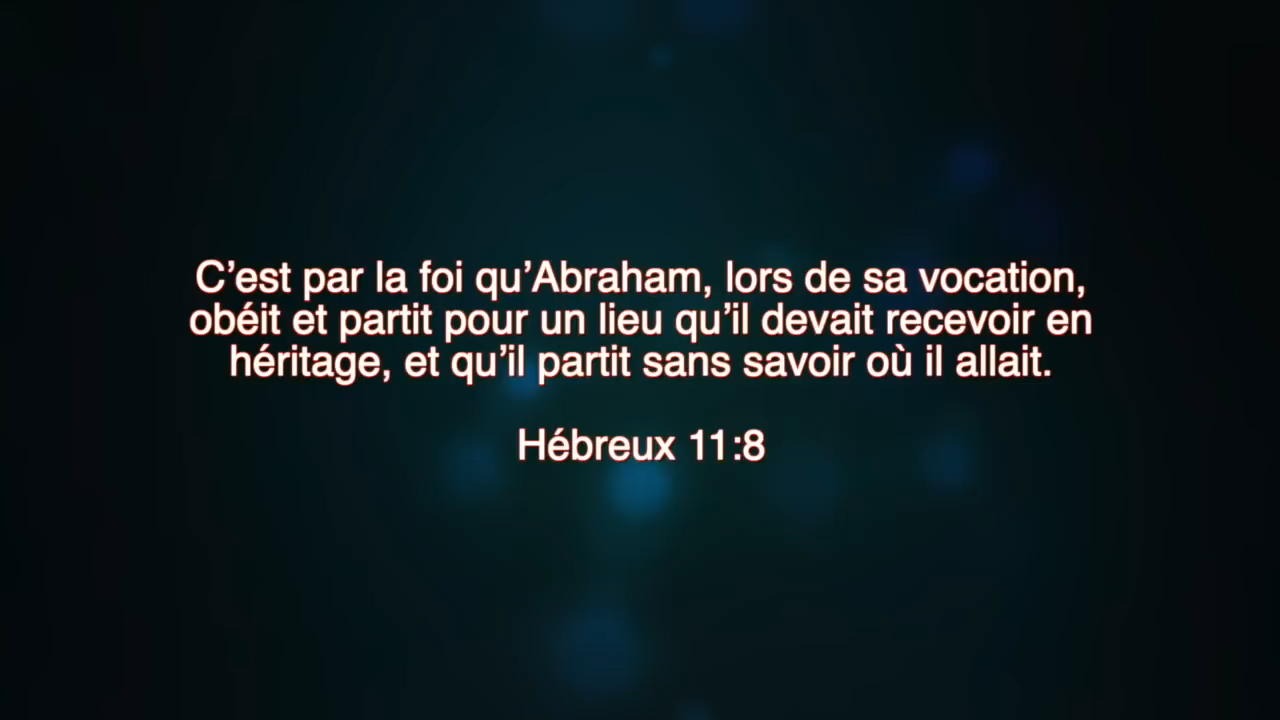 C’est par la foi qu’Abraham, lors de sa vocation,
obéit et partit pour un lieu qu’il devait recevoir en
héritage, et qu’il partit sans savoir où il allait.
Hébreux 11:8